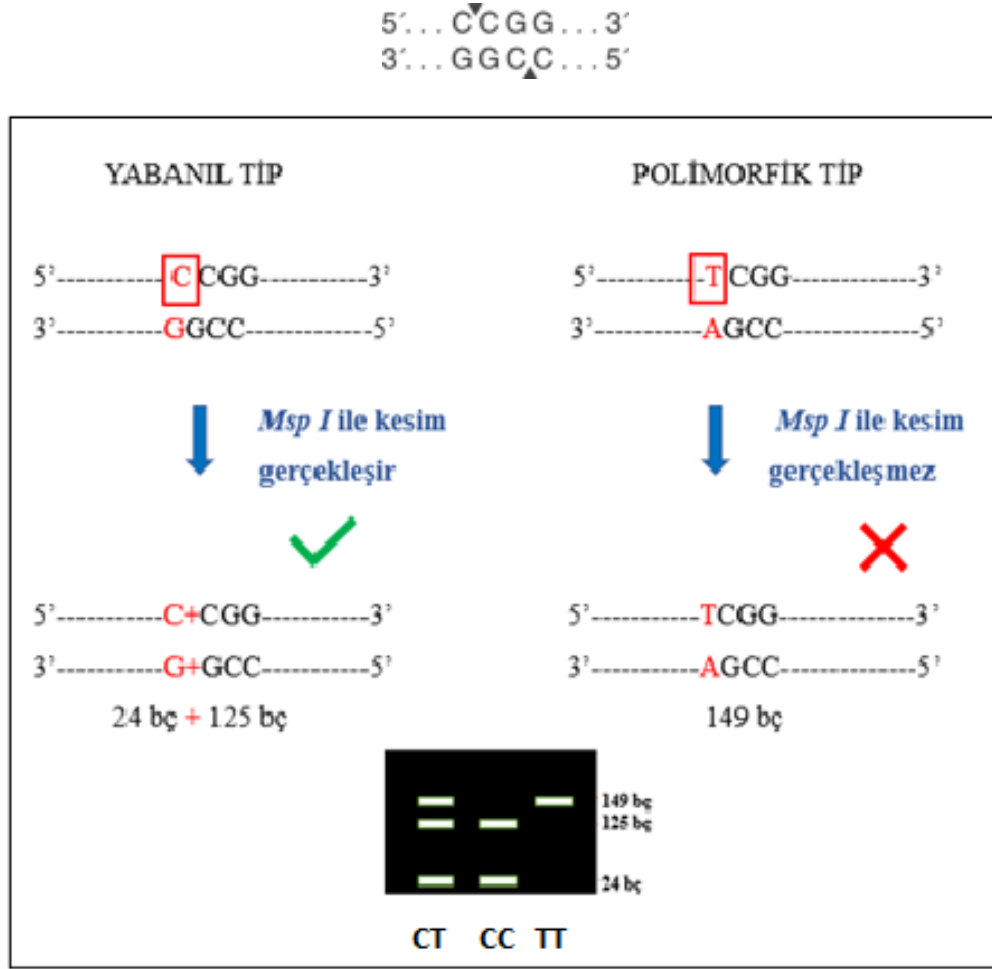 5´...CCGG...3´
3´...GGCC...5´
YABANIL TİP
POLİMORFİK TİP
5’----------C CGG----------3’
3’------------GGCC-------------5’
5’------------T CGG---------------3’
3’------------AGCC---------------5’
Msp I ile kesim
gerçekleşir
Msp I ile kesim
gerçekleşmez
5’------------C+CGG-------------3’
3’------------G+GCC-------------5’
24 bç + 125 bç
5’------------TCGG---------------3’
3’------------AGCC---------------5’
149 bç
149 bç
125 bç
24 bç
CT CC TT